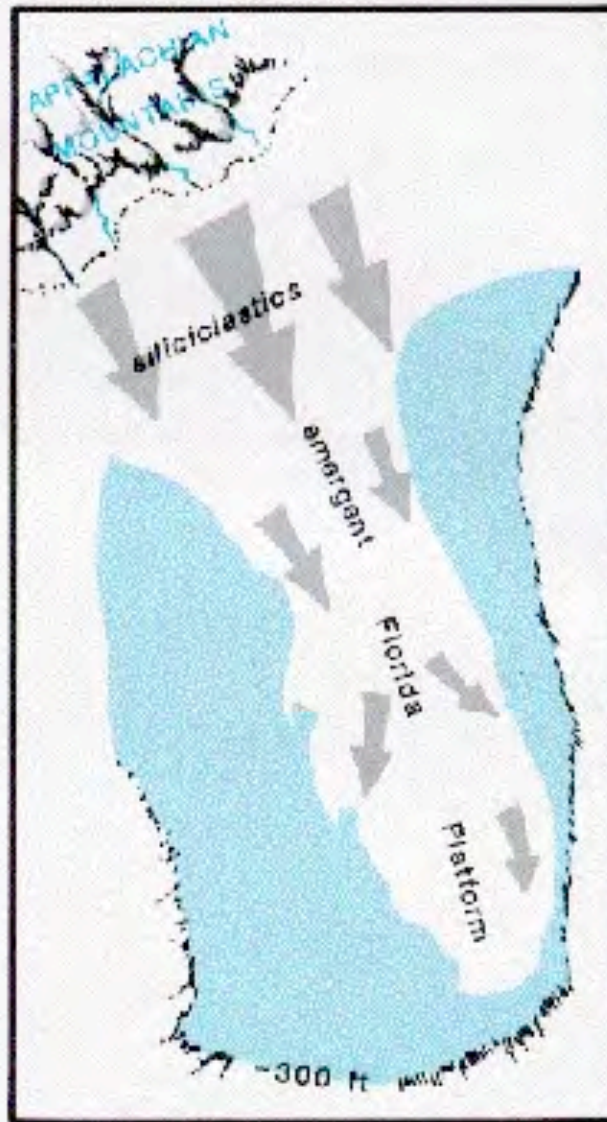 APPALACHIAN
MOUNTAINS
siliciclastics
emergent
Florida
Platform
~300 ft